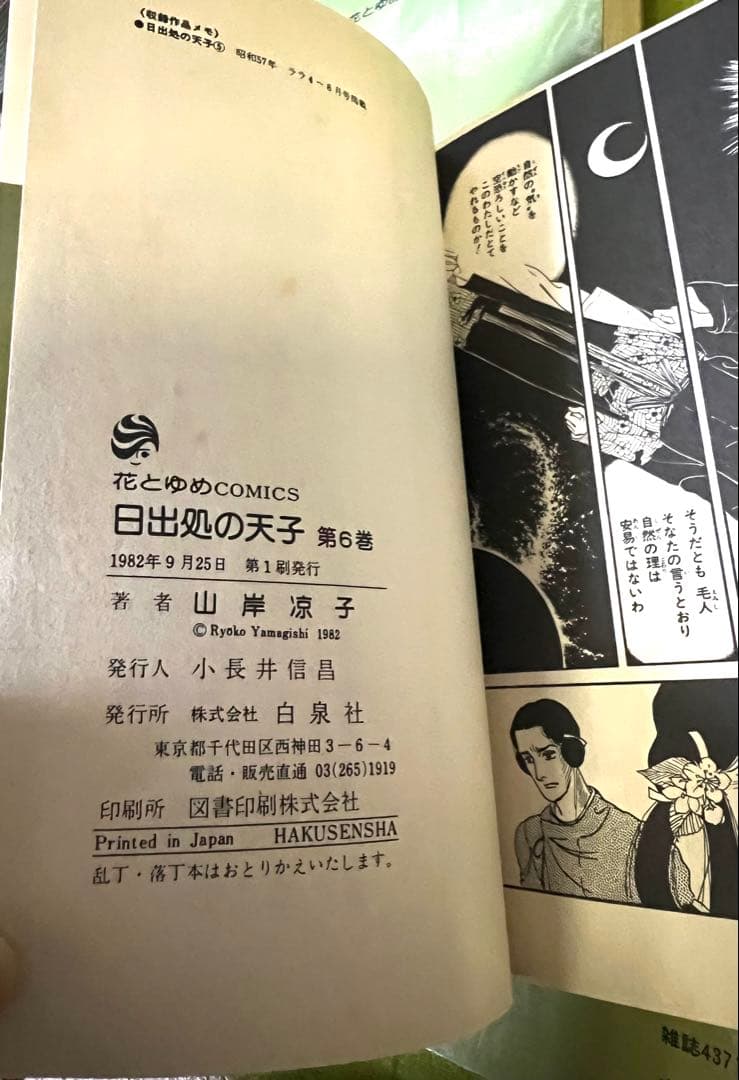 (収録作品メモ)
●日出処の天子⑤ 昭和57年 ララ4-8月号掲載
花とゆめCOMICS
日出処の天子 第6巻
1982年9月25日 第1刷発行
著者 山岸凉子
© Ryoko Yamagishi 1982
発行人 小長井信昌
発行所 株式会社 白泉社
東京都千代田区西神田3-6-4
電話・販売直通 03(265)1919
印刷所 図書印刷株式会社
Printed in Japan HAKUSENSHA
乱丁・落丁本はおとりかえいたします。
花とゆめ
自然の"気"を
動かすなど
空恐ろしいことを
このわたしだとて
やれるものか!
そうだとも 毛人
そなたの言うとおり
自然の理は
安易ではないわ
雑誌437